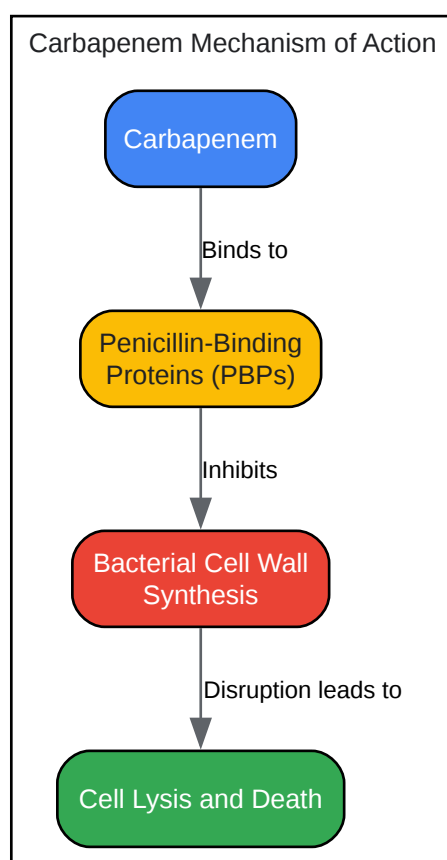 Carbapenem Mechanism of Action
Carbapenem
Binds to
Penicillin-Binding
Proteins (PBPs)
Inhibits
Bacterial Cell Wall
Synthesis
Disruption leads to
Cell Lysis and Death